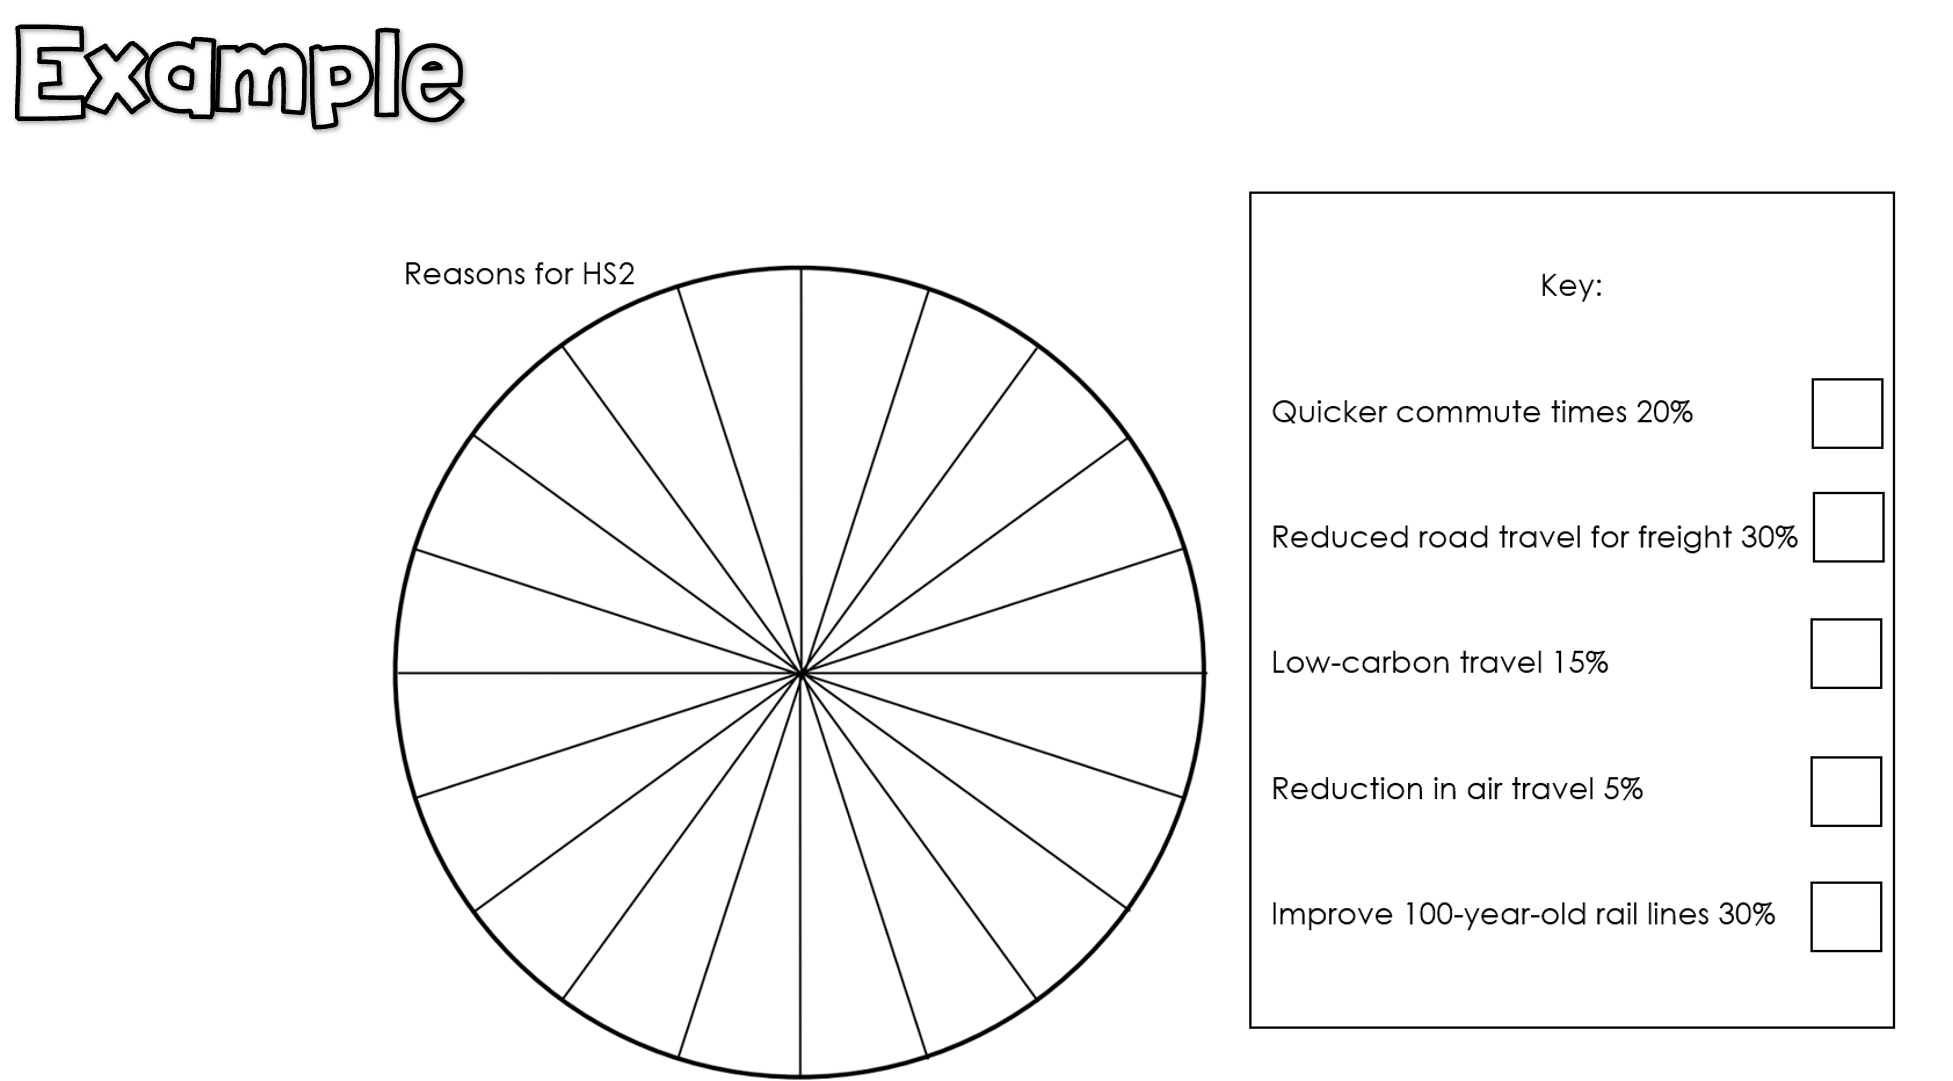 Example
Reasons for HS2
Key:
Quicker commute times 20%
Reduced road travel for freight 30%
Low-carbon travel 15%
Reduction in air travel 5%
Improve 100-year-old rail lines 30%